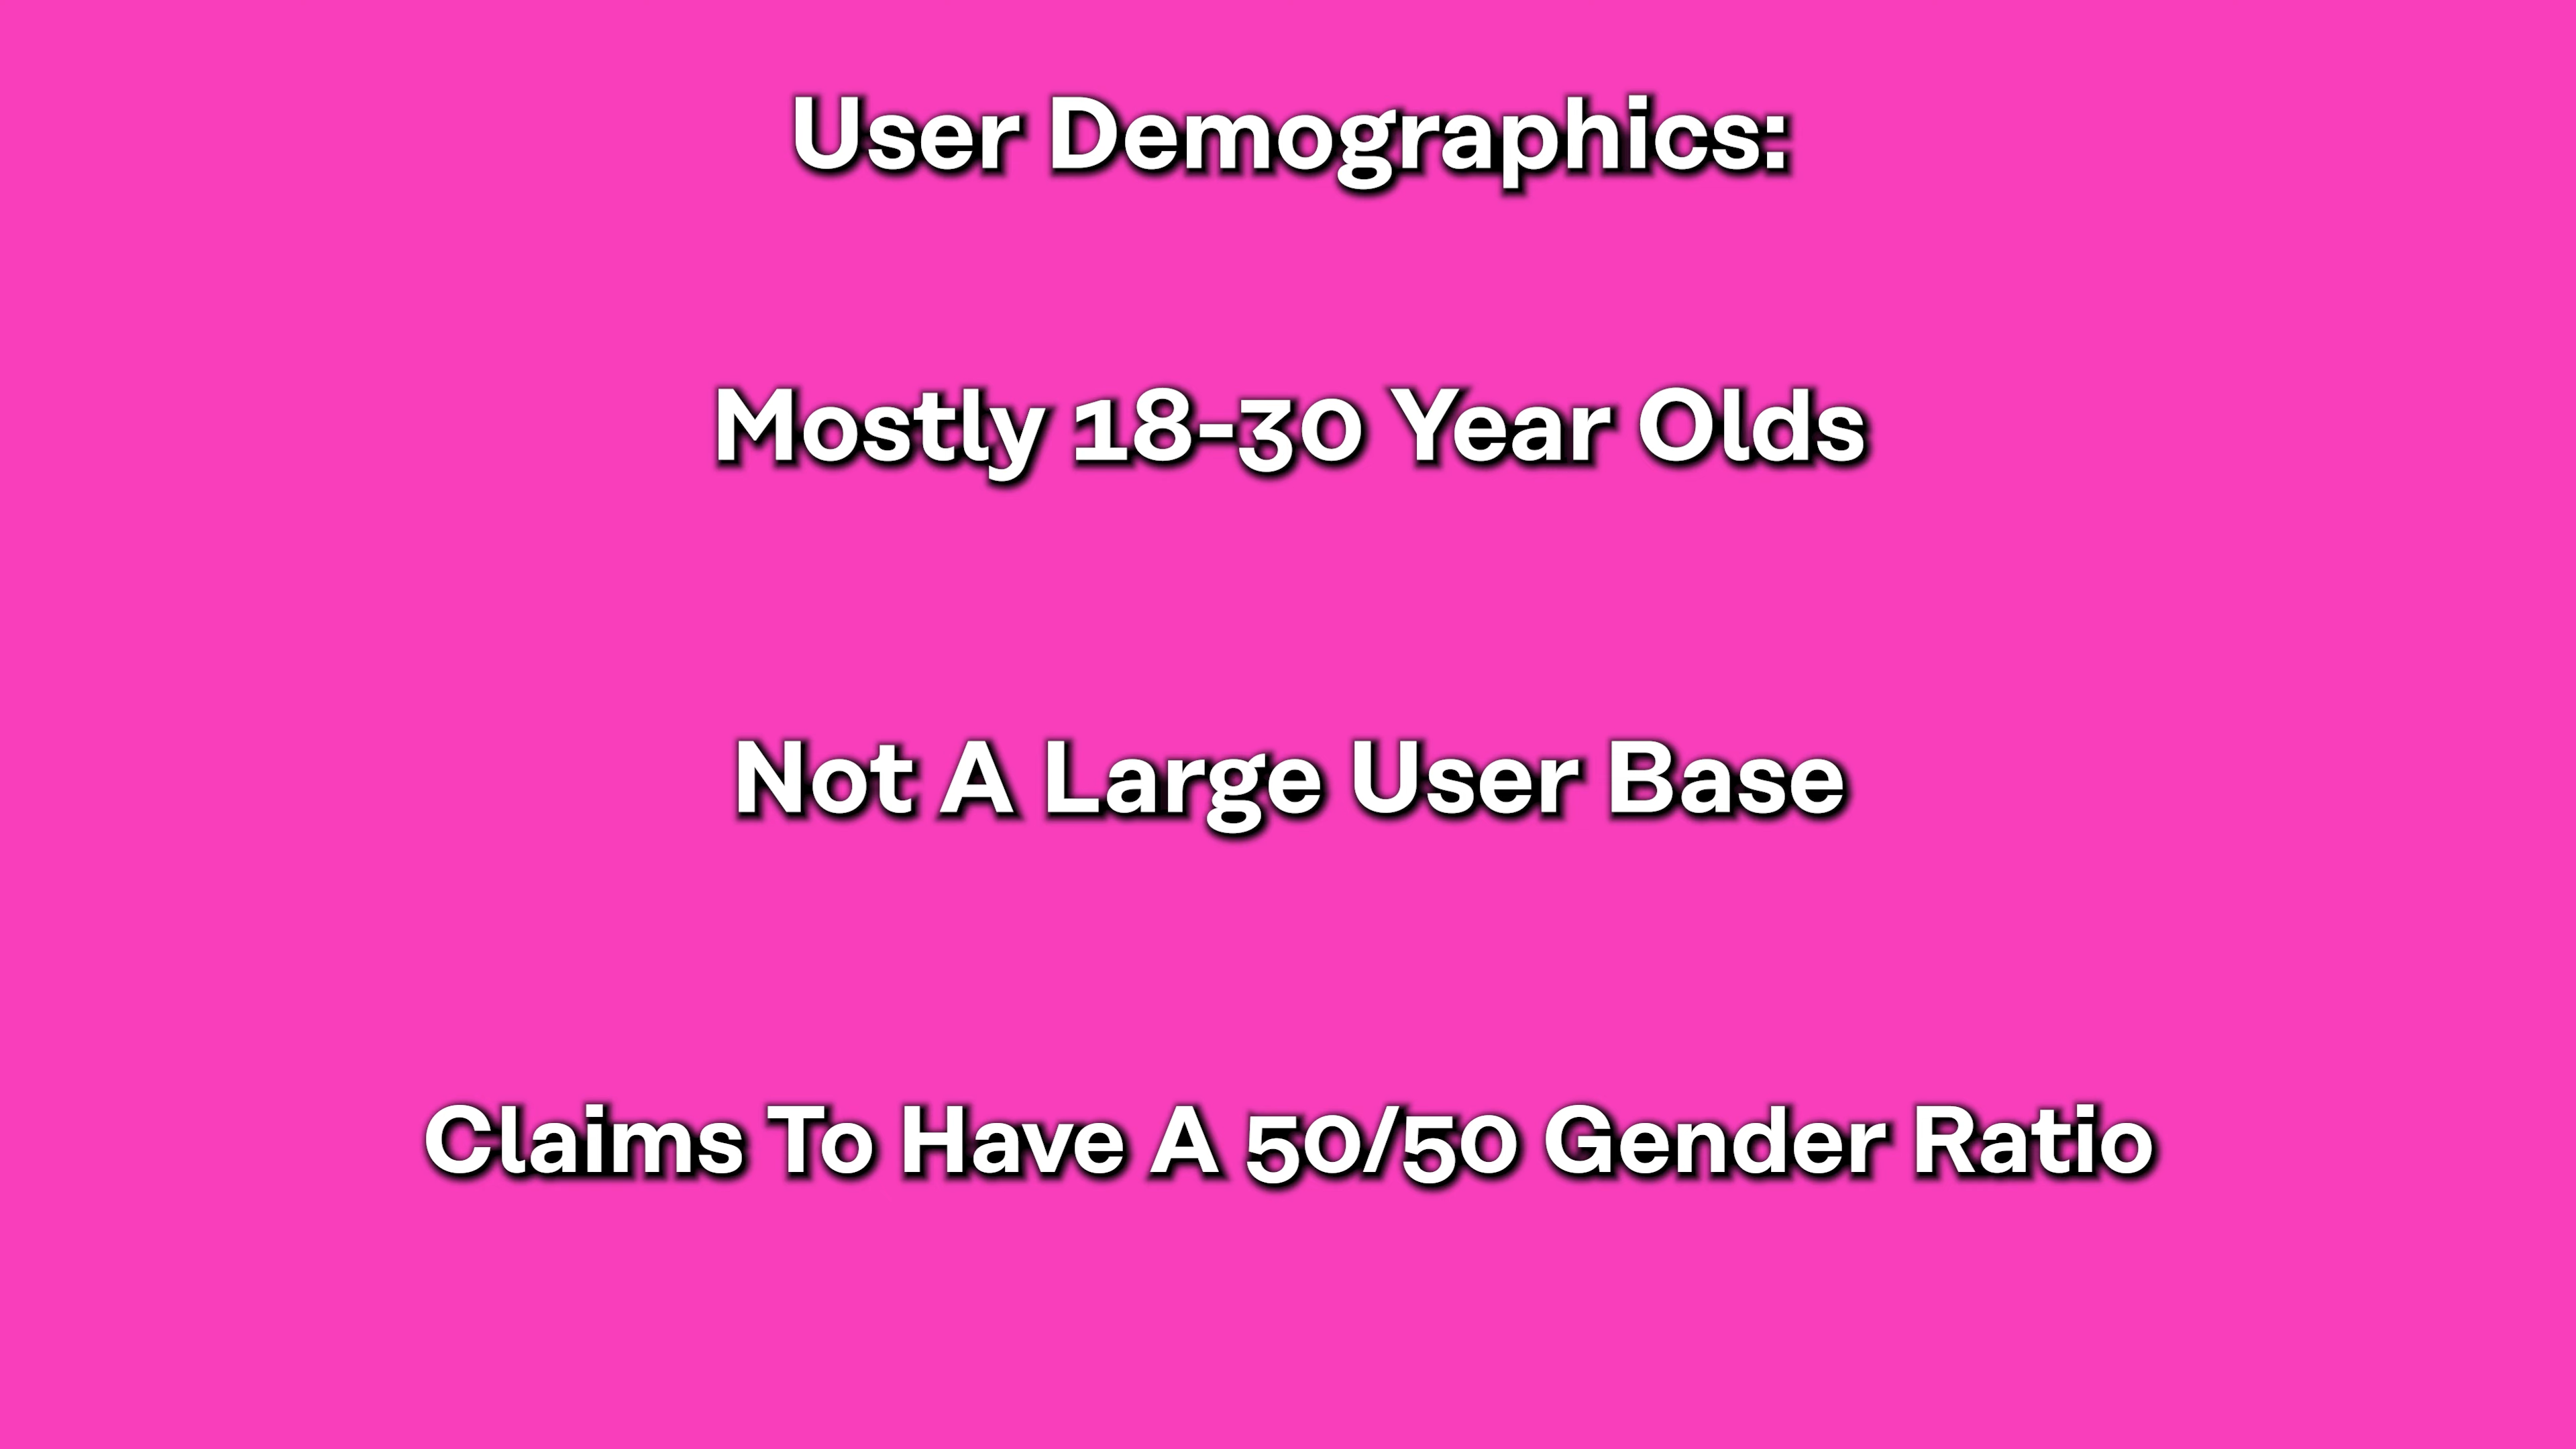 User Demographics:
Mostly 18-30 Year Olds
Not A Large User Base
Claims To Have A 50/50 Gender Ratio